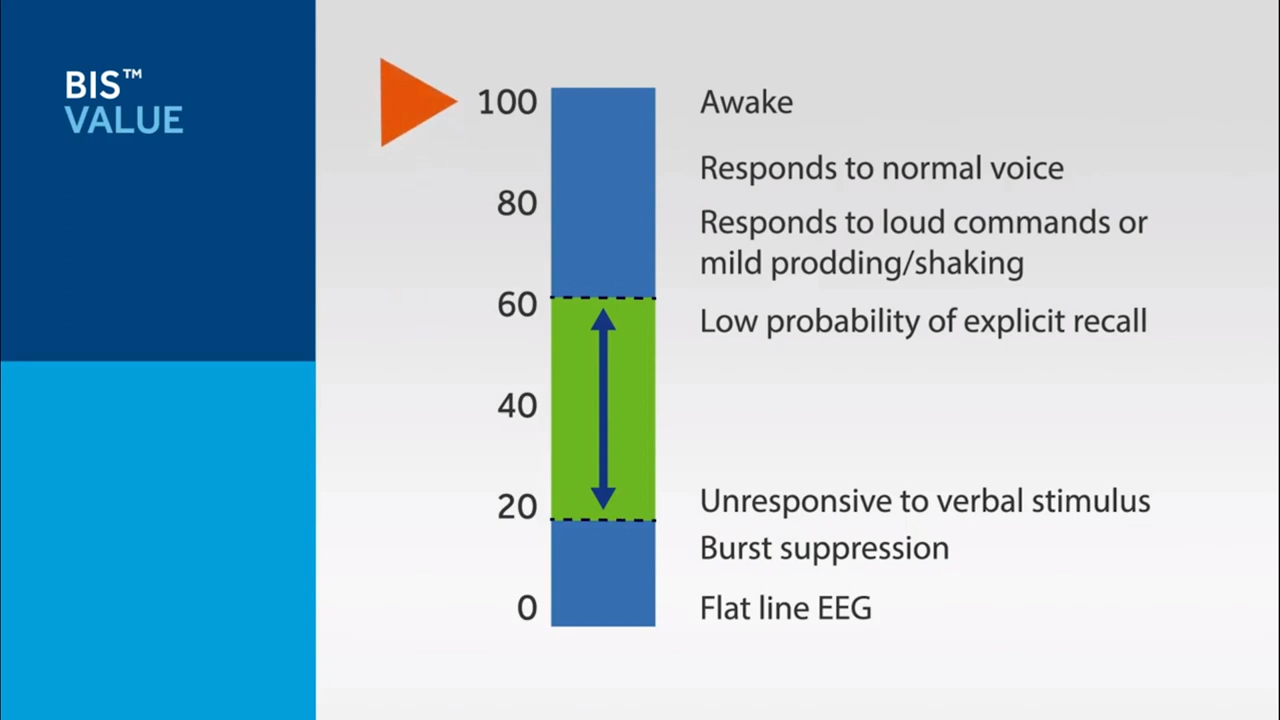 BIS™
VALUE
100 Awake
Responds to normal voice
80
Responds to loud commands or
mild prodding/shaking
60
Low probability of explicit recall
40
20 Unresponsive to verbal stimulus
Burst suppression
0 Flat line EEG